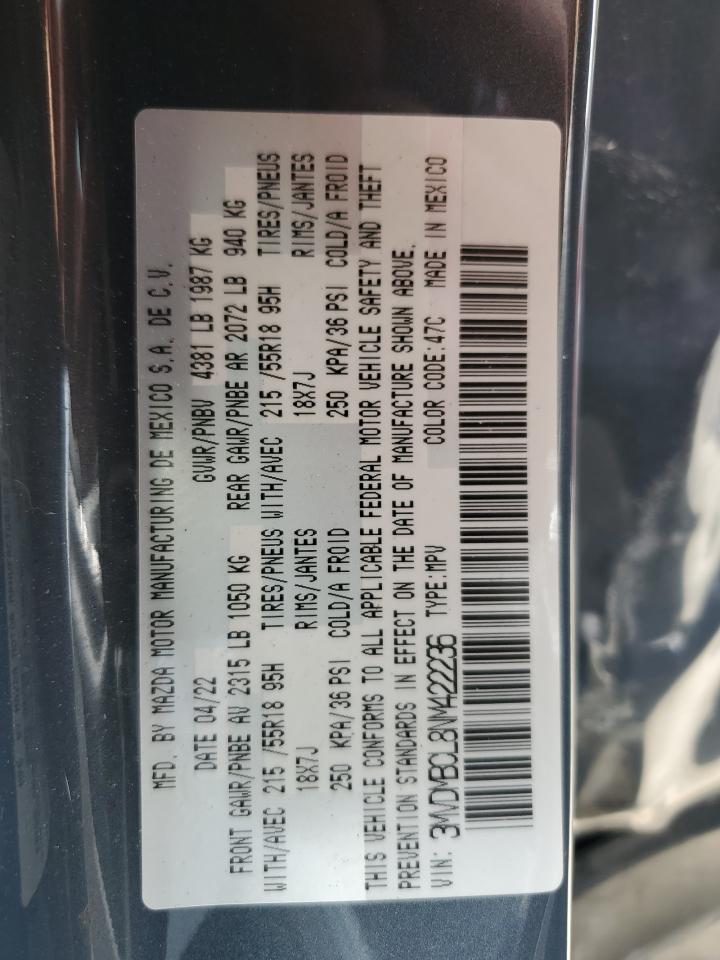 MFD. BY MAZDA MOTOR MANUFACTURING DE MEXICO S.A. DE C.V.
DATE 04/22 GVWR/PNBV 4381 LB 1987 KG
FRONT GAWR/PNBE AV 2315 LB 1050 KG REAR GAWR/PNBE AR 2072 LB 940 KG
WITH/AVEC 215 /55R18 95H TIRES/PNEUS WITH/AVEC 215 /55R18 95H TIRES/PNEUS
18X7J RIMS/JANTES 18X7J RIMS/JANTES
250 KPA/36 PSI COLD/A FROID 250 KPA/36 PSI COLD/A FROID
THIS VEHICLE CONFORMS TO ALL APPLICABLE FEDERAL MOTOR VEHICLE SAFETY AND THEFT
PREVENTION STANDARDS IN EFFECT ON THE DATE OF MANUFACTURE SHOWN ABOVE.
VIN: 3MVDMBCL8NM422236 TYPE:MPV COLOR CODE:47C MADE IN MEXICO